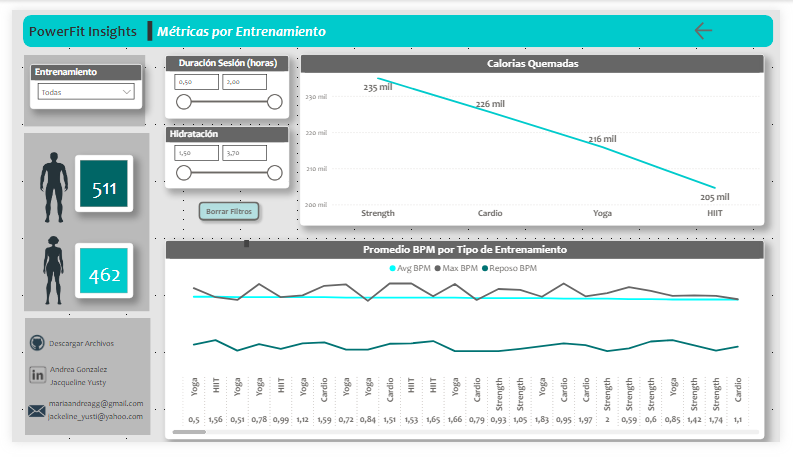 PowerFit Insights
Métricas por Entrenamiento
Entrenamiento
Todas
Duración Sesión (horas)
0,50
2,00
Hidratación
1,50
3,70
Borrar Filtros
511
462
Calorias Quemadas
230 mil
220 mil
210 mil
200 mil
235 mil
226 mil
216 mil
205 mil
Strength
Cardio
Yoga
HIIT
Promedio BPM por Tipo de Entrenamiento
Avg BPM
Max BPM
Reposo BPM
Yoga HIIT Yoga Yoga HIIT Yoga Cardio Yoga Yoga Cardio HIIT HIIT Yoga Cardio Strength Strength Yoga Cardio Cardio Strength Strength Strength Yoga Strength Strength Cardio
0,5 1,56 0,51 0,78 0,99 1,12 1,59 0,72 0,84 1,51 1,53 1,65 1,66 0,79 0,93 1,05 1,83 0,95 1,97 2 0,59 0,6 0,85 1,42 1,74 1,1
Descargar Archivos
Andrea Gonzalez
Jacqueline Yusty
mariaandreagg@gmail.com
jackeline_yusti@yahoo.com